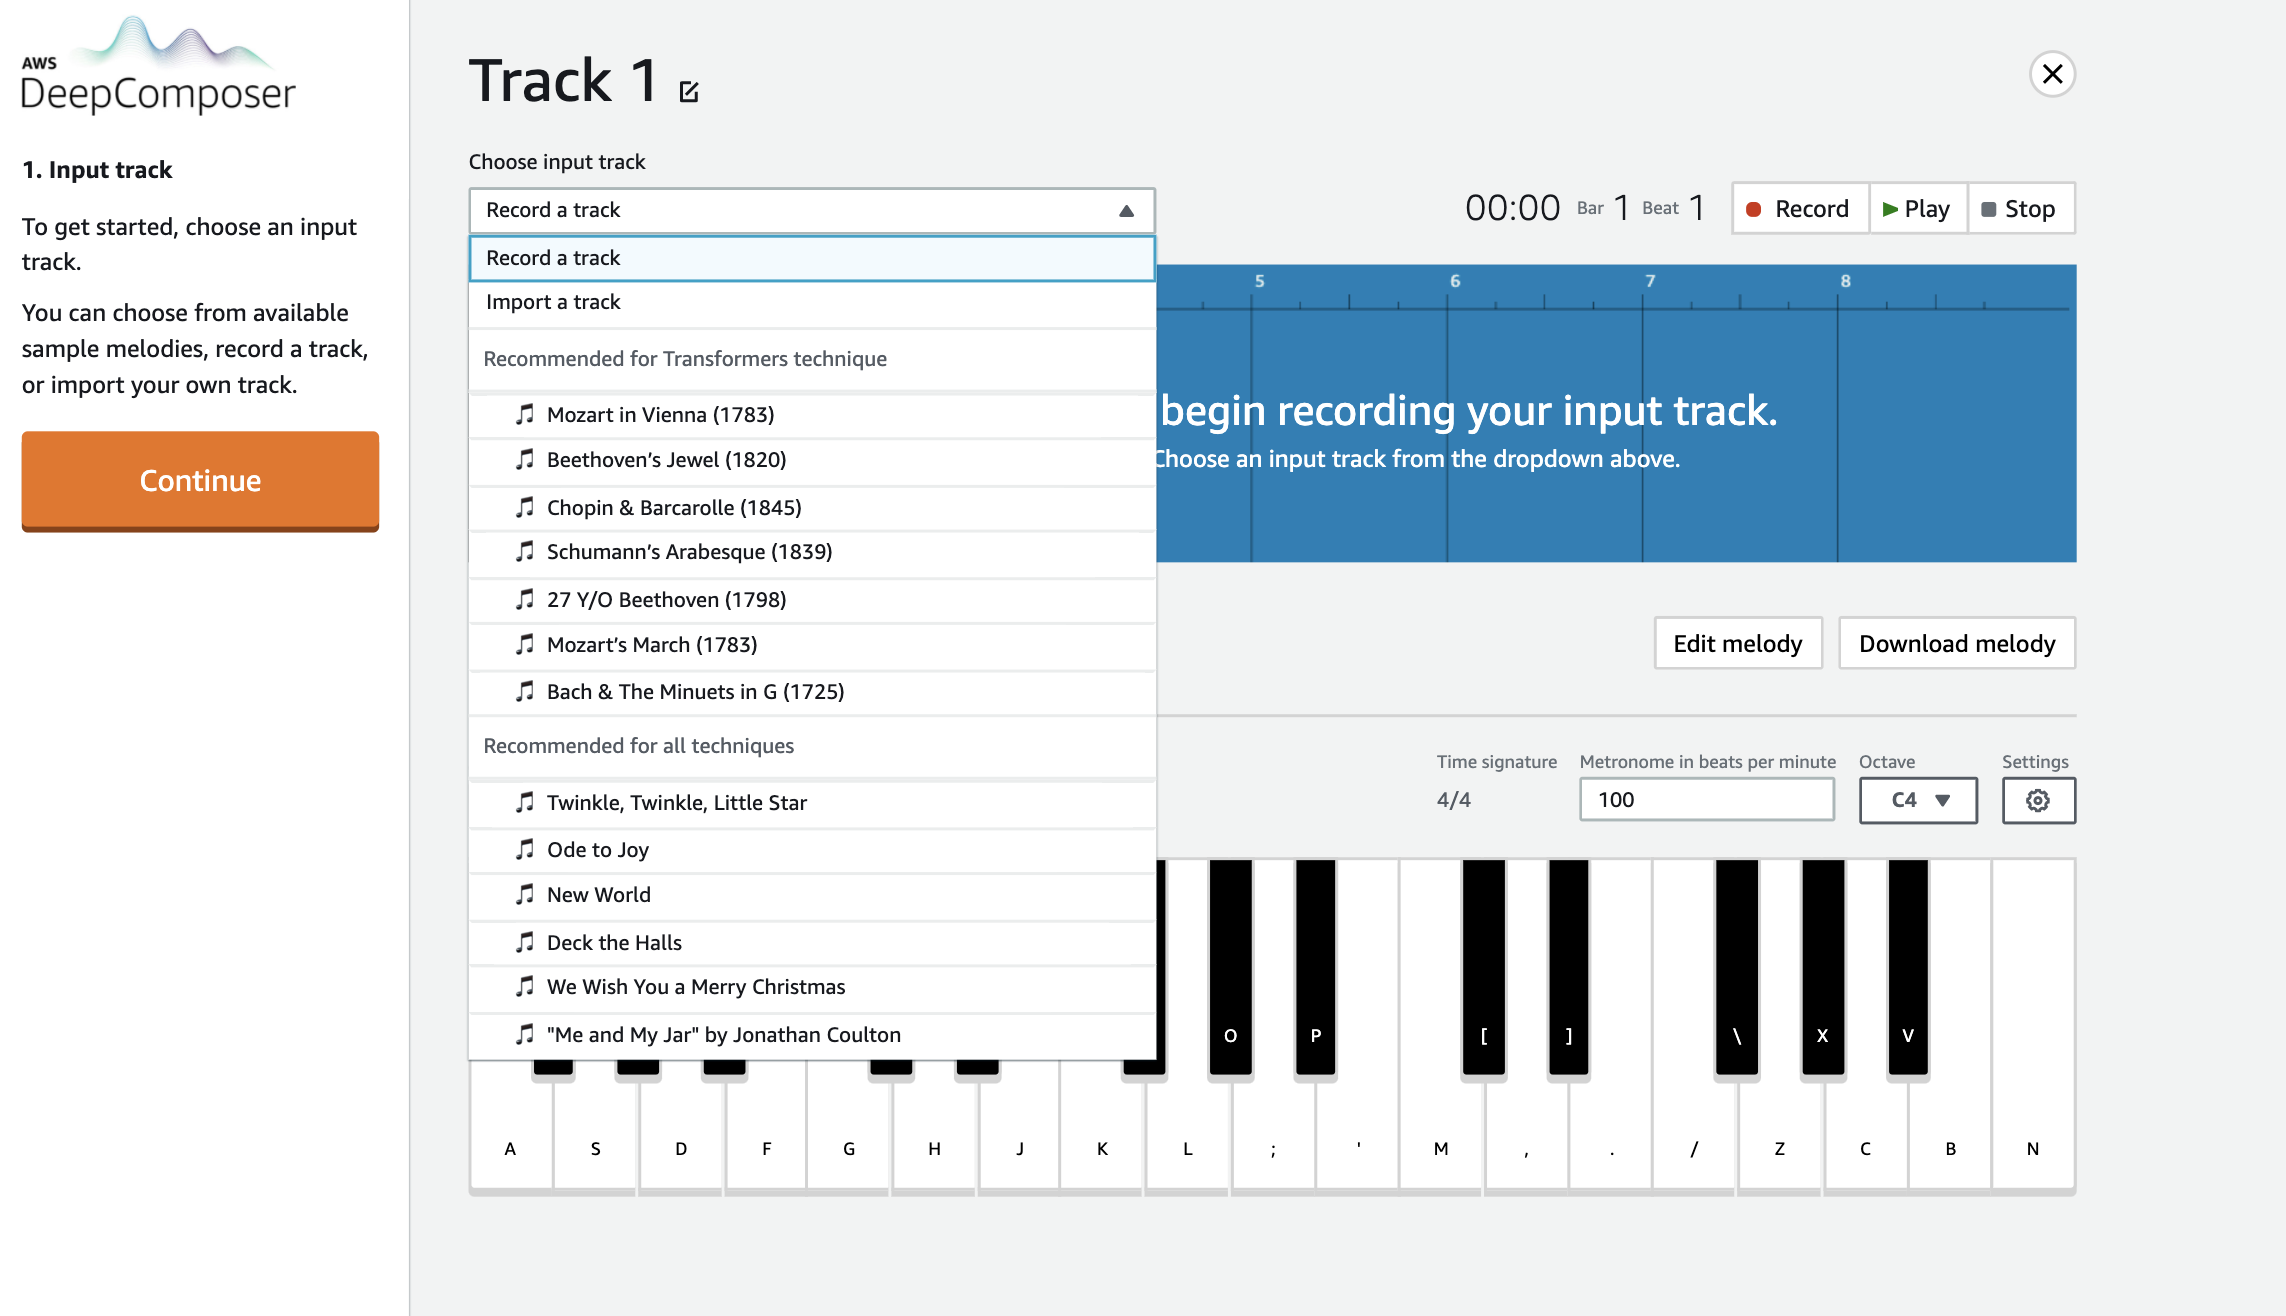 AWS
DeepComposer
1. Input track
To get started, choose an input
track.
You can choose from available
sample melodies, record a track,
or import your own track.
Continue
Track 1
Choose input track
Record a track
00:00 Bar 1 Beat 1
Record
Play
Stop
Record a track
Import a track
Recommended for Transformers technique
Mozart in Vienna (1783)
Beethoven's Jewel (1820)
Chopin & Barcarolle (1845)
Schumann's Arabesque (1839)
27 Y/O Beethoven (1798)
Mozart's March (1783)
Bach & The Minuets in G (1725)
Recommended for all techniques
Twinkle, Twinkle, Little Star
Ode to Joy
New World
Deck the Halls
We Wish You a Merry Christmas
"Me and My Jar" by Jonathan Coulton
5 6 7 8
begin recording your input track.
Choose an input track from the dropdown above.
Edit melody
Download melody
Time signature
4/4
Metronome in beats per minute
100
Octave
C4
Settings
O P [ ] \ X V
A S D F G H J K L ; ' M , . / Z C B N